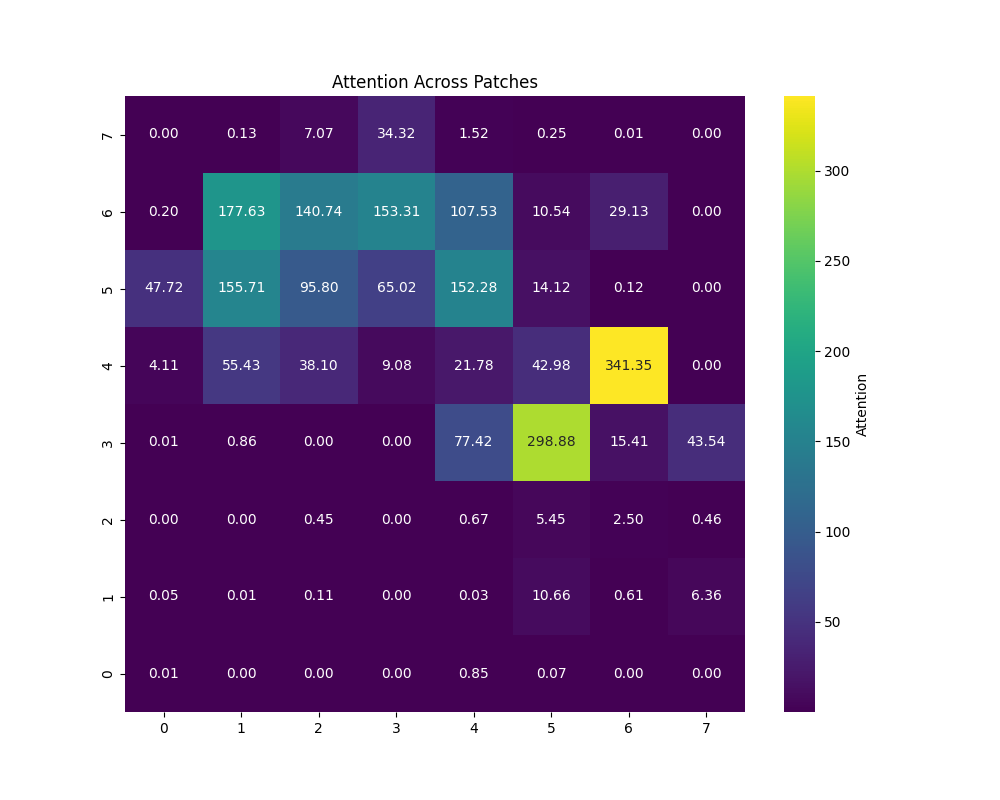 Attention Across Patches
7 0.00 0.13 7.07 34.32 1.52 0.25 0.01 0.00
6 0.20 177.63 140.74 153.31 107.53 10.54 29.13 0.00
5 47.72 155.71 95.80 65.02 152.28 14.12 0.12 0.00
4 4.11 55.43 38.10 9.08 21.78 42.98 341.35 0.00
3 0.01 0.86 0.00 0.00 77.42 298.88 15.41 43.54
2 0.00 0.00 0.45 0.00 0.67 5.45 2.50 0.46
1 0.05 0.01 0.11 0.00 0.03 10.66 0.61 6.36
0 0.01 0.00 0.00 0.00 0.85 0.07 0.00 0.00
0 1 2 3 4 5 6 7
300
250
200
150
100
50
Attention